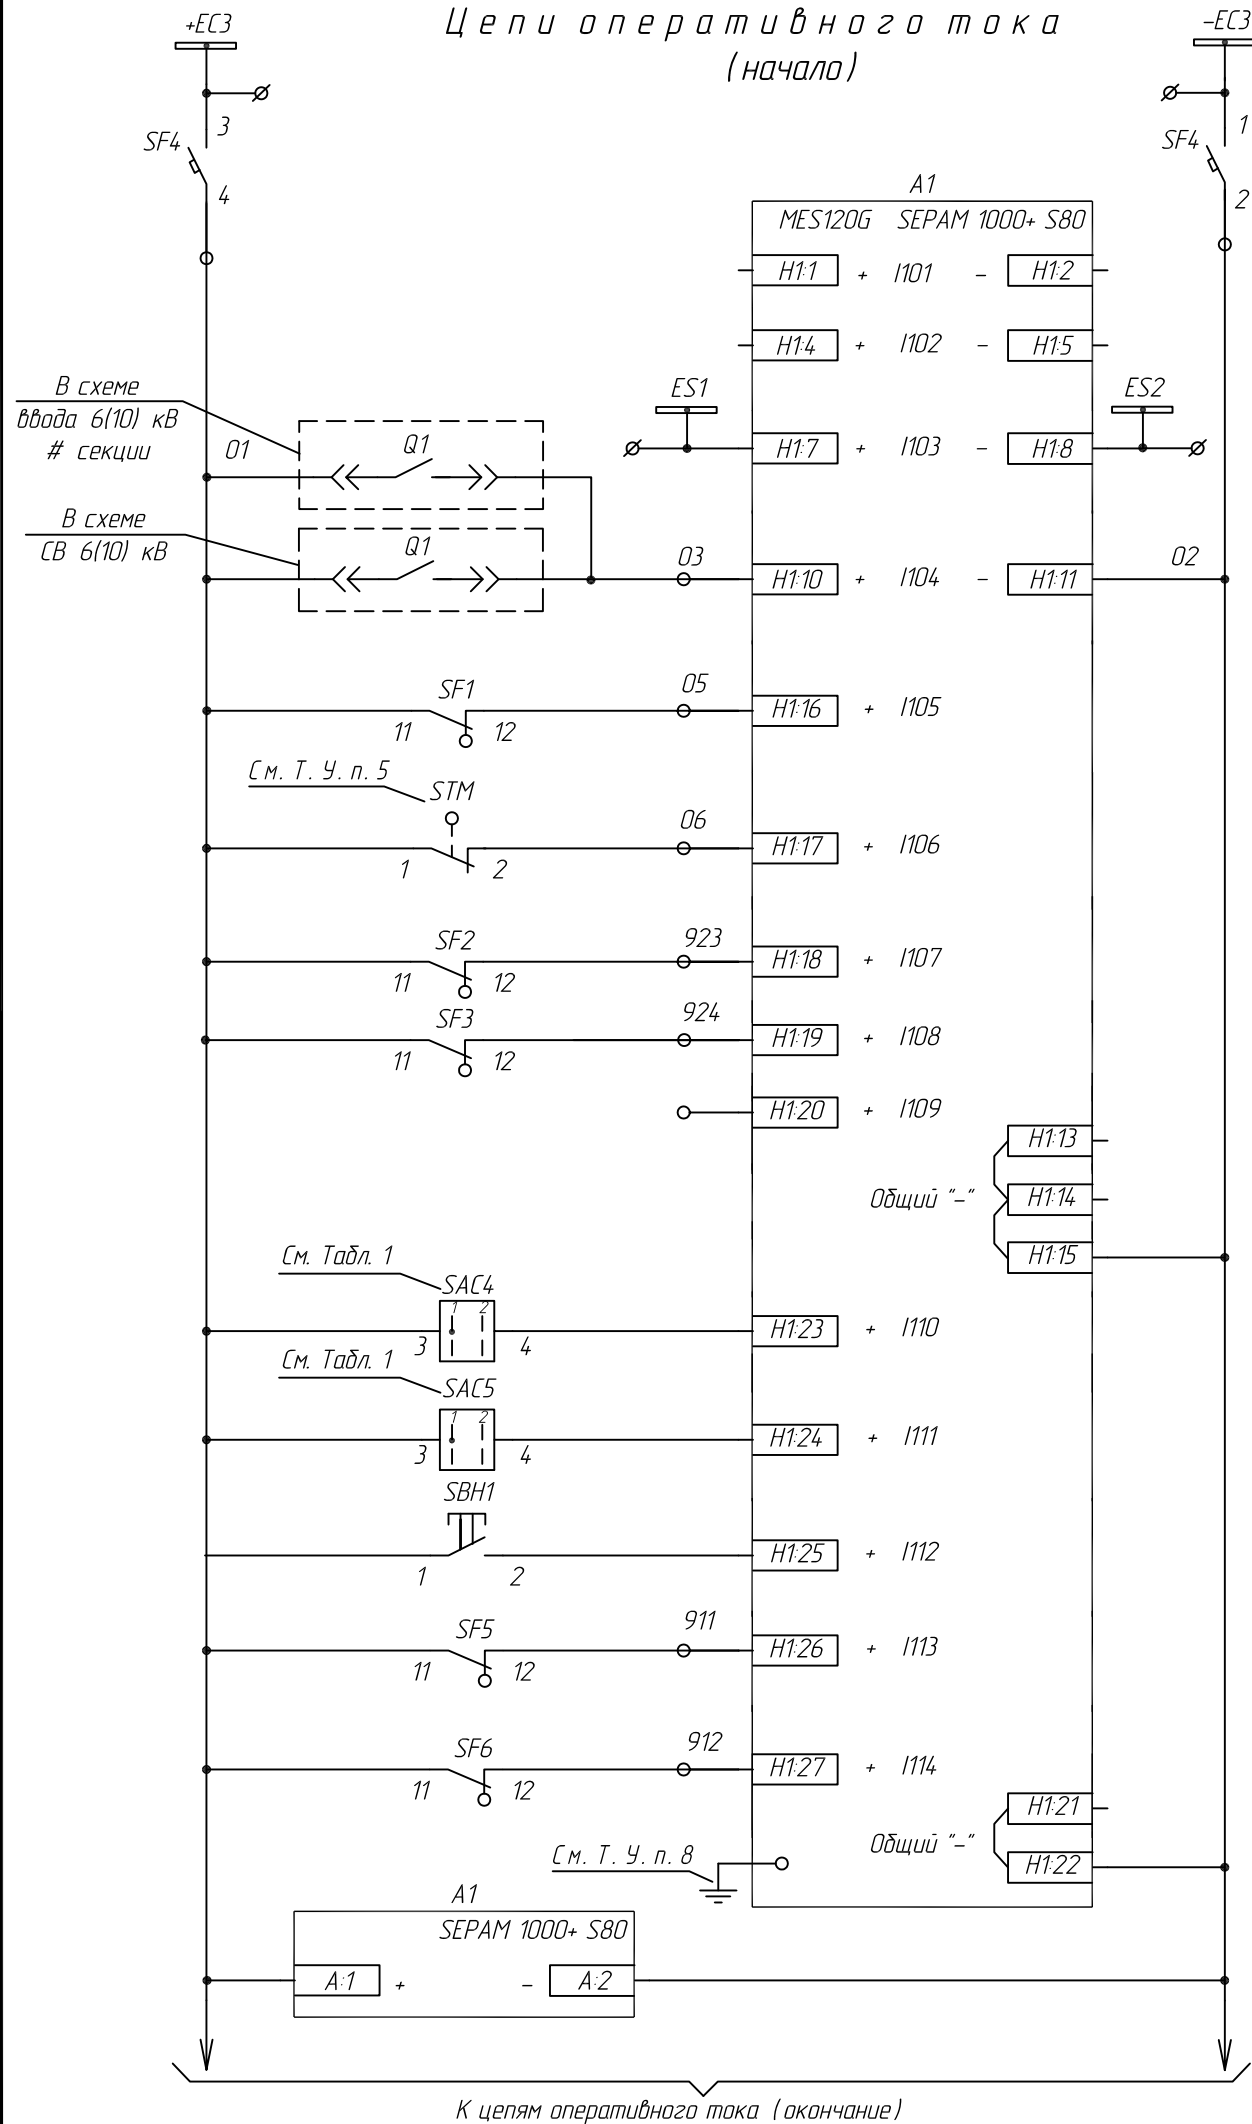 Цепи оперативного тока
(начало)
+EC3
-EC3
3
SF4
4
1
SF4
2
A1
MES120G SEPAM 1000+ S80
H1:1 + I101 - H1:2
H1:4 + I102 - H1:5
ES1
ES2
H1:7 + I103 - H1:8
В схеме
ввода 6(10) кВ
# секции
01
Q1
В схеме
СВ 6(10) кВ
Q1
03
H1:10 + I104 - H1:11
02
SF1
11 12
05
H1:16 + I105
См. Т. У. п. 5
STM
1 2
06
H1:17 + I106
SF2
11 12
923
H1:18 + I107
SF3
11 12
924
H1:19 + I108
H1:20 + I109
H1:13
Общий "-" H1:14
H1:15
См. Табл. 1
SAC4
1 2
3 4
H1:23 + I110
См. Табл. 1
SAC5
1 2
3 4
H1:24 + I111
SBH1
1 2
H1:25 + I112
SF5
11 12
911
H1:26 + I113
SF6
11 12
912
H1:27 + I114
H1:21
Общий "-"
H1:22
См. Т. У. п. 8
A1
SEPAM 1000+ S80
A:1 + - A:2
К цепям оперативного тока (окончание)